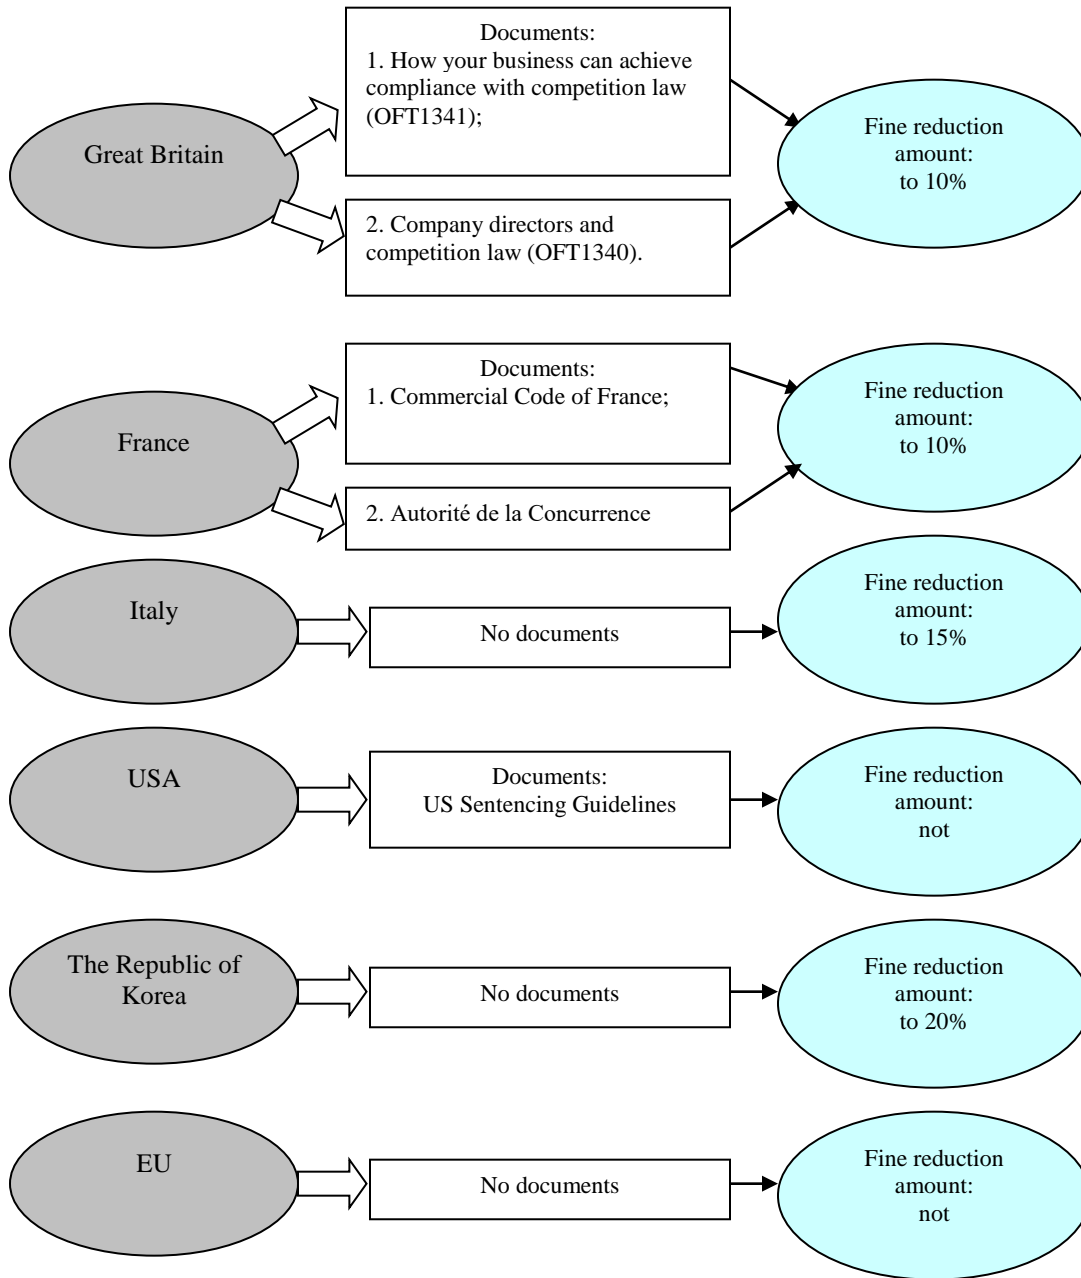 Great Britain
Documents:
1. How your business can achieve
compliance with competition law
(OFT1341);
2. Company directors and
competition law (OFT1340).
Fine reduction
amount:
to 10%
France
Documents:
1. Commercial Code of France;
2. Autorité de la Concurrence
Fine reduction
amount:
to 10%
Italy
No documents
Fine reduction
amount:
to 15%
USA
Documents:
US Sentencing Guidelines
Fine reduction
amount:
not
The Republic of
Korea
No documents
Fine reduction
amount:
to 20%
EU
No documents
Fine reduction
amount:
not